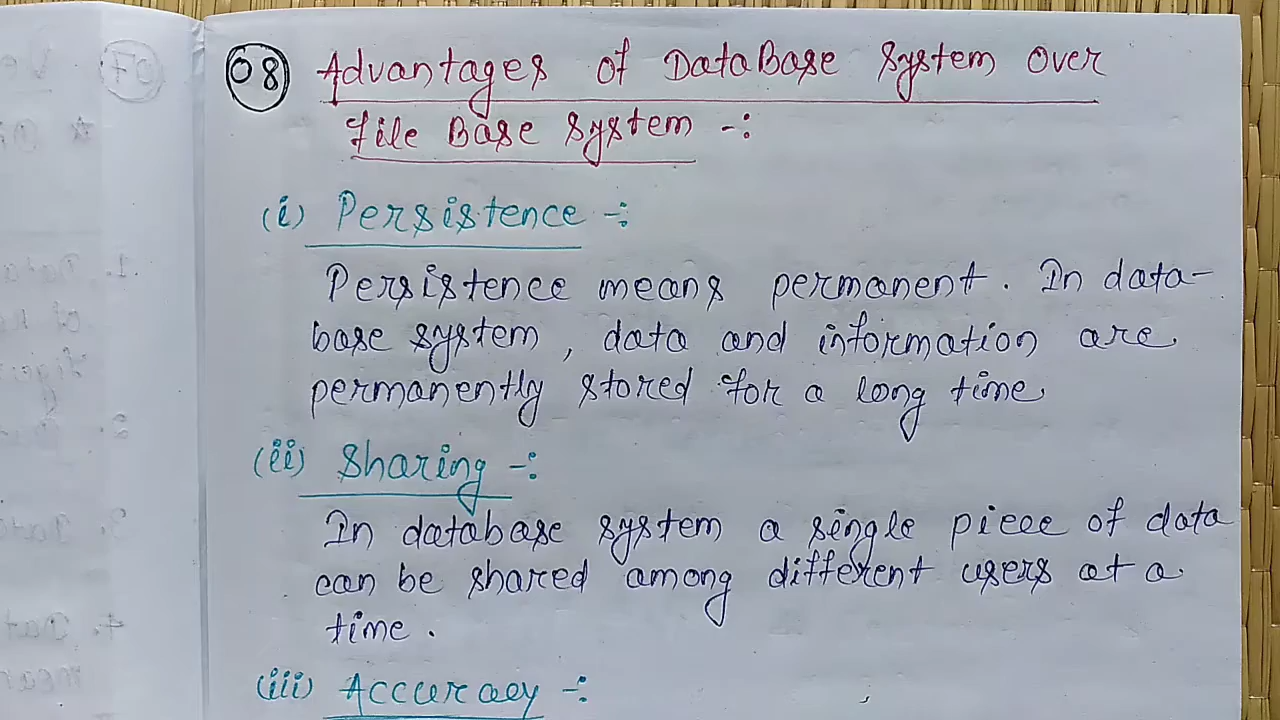 08 Advantages of DataBase System Over
File Base System -:
(i) Persistence -:
Persistence means permanent. In data-
base system, data and information are
permanently stored for a long time.
(ii) Sharing -:
In database system a single piece of data
can be shared among different users at a
time.
(iii) Accuracy -: